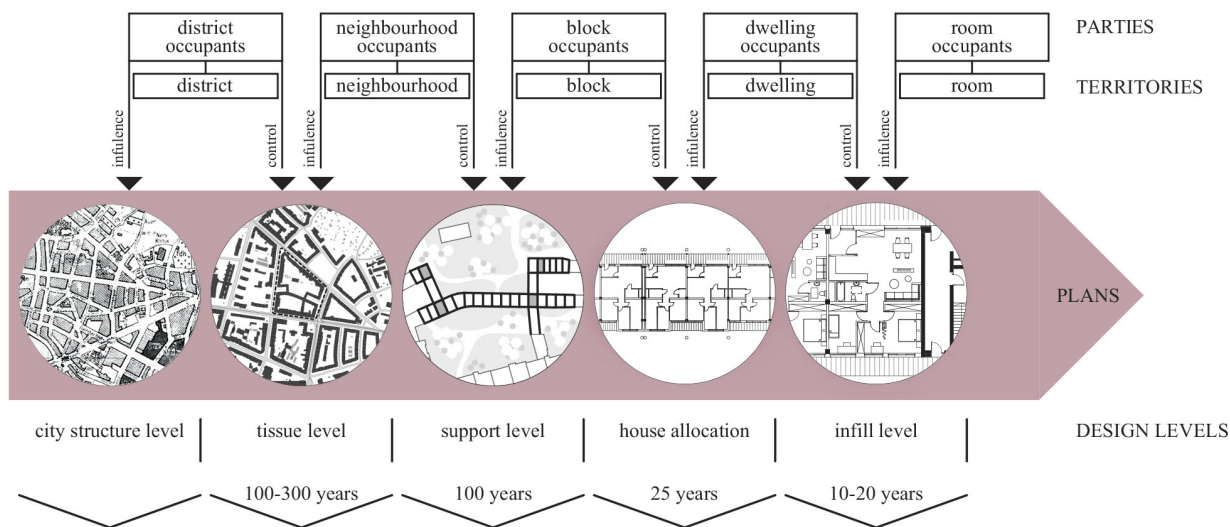 district
occupants
neighbourhood
occupants
block
occupants
dwelling
occupants
room
occupants
PARTIES
district
neighbourhood
block
dwelling
room
TERRITORIES
infulence
control
infulence
control
infulence
control
infulence
control
infulence
PLANS
city structure level
tissue level
support level
house allocation
infill level
DESIGN LEVELS
100-300 years
100 years
25 years
10-20 years